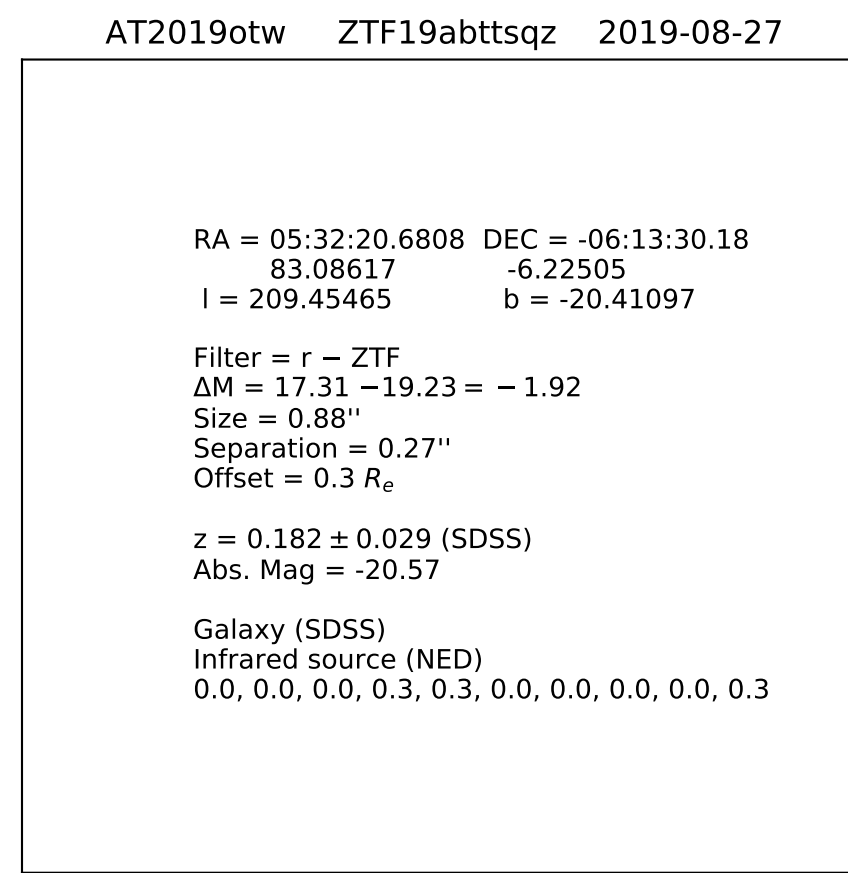 AT2019otw ZTF19abttsqz 2019-08-27
RA = 05:32:20.6808 DEC = -06:13:30.18
83.08617 -6.22505
l = 209.45465 b = -20.41097
Filter = r − ZTF
ΔM = 17.31 −19.23 = − 1.92
Size = 0.88''
Separation = 0.27''
Offset = 0.3 Re
z = 0.182 ± 0.029 (SDSS)
Abs. Mag = -20.57
Galaxy (SDSS)
Infrared source (NED)
0.0, 0.0, 0.0, 0.3, 0.3, 0.0, 0.0, 0.0, 0.0, 0.3